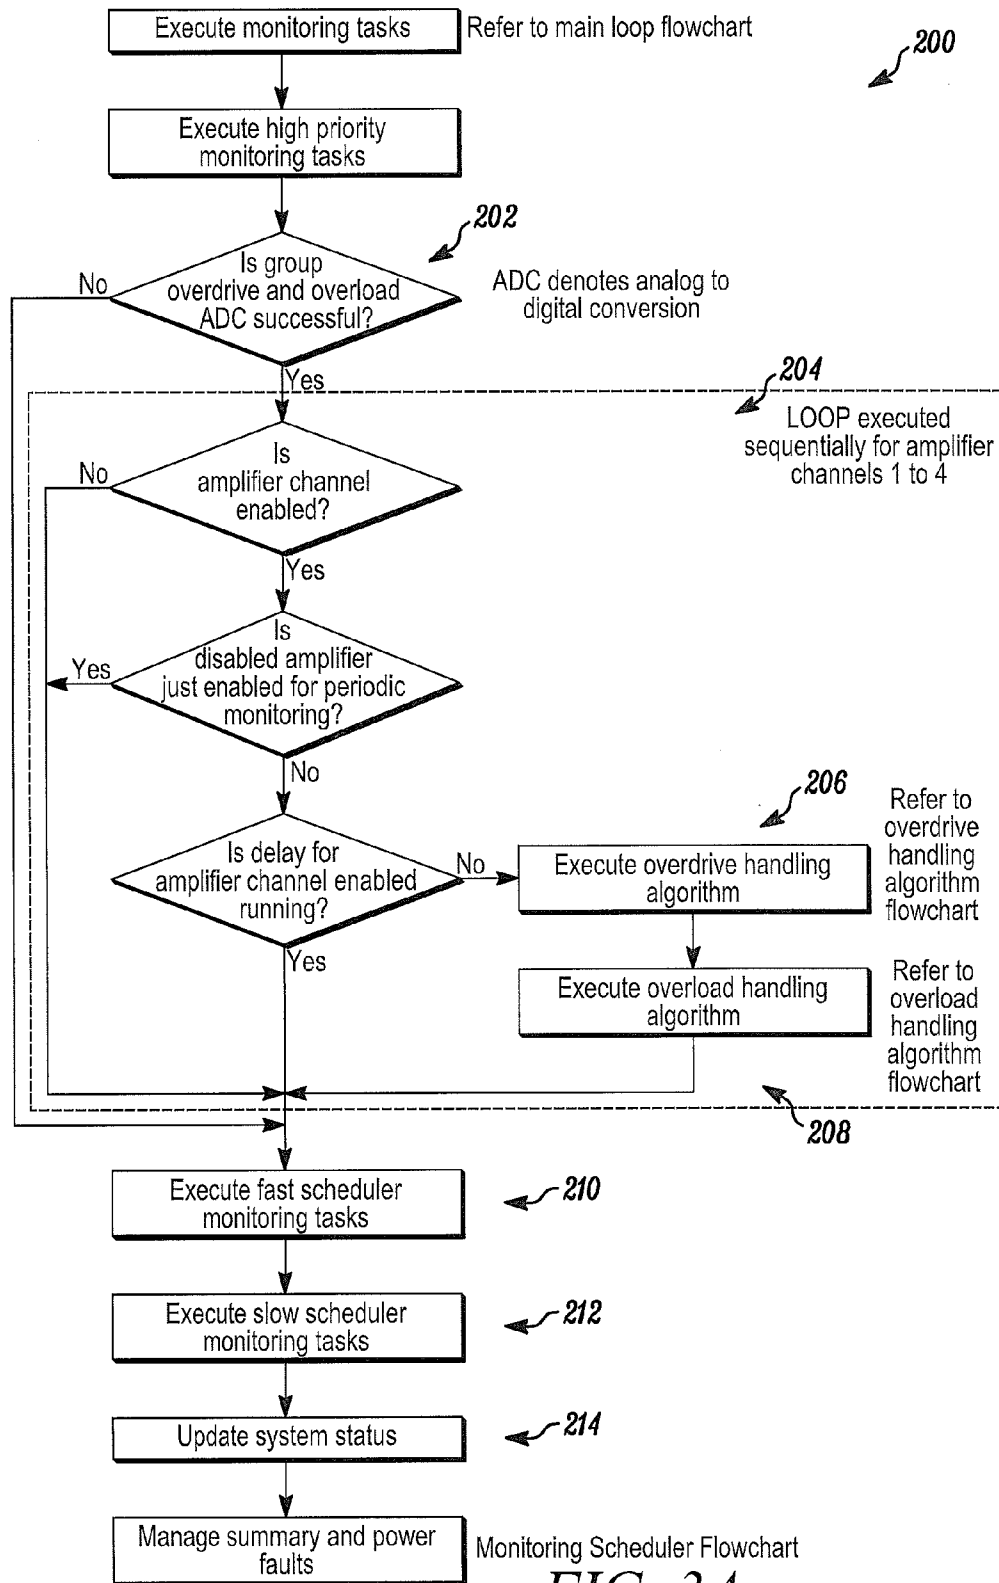 Execute monitoring tasks
Refer to main loop flowchart
200
Execute high priority
monitoring tasks
202
Is group
overdrive and overload
ADC successful?
No
ADC denotes analog to
digital conversion
Yes
204
LOOP executed
sequentially for amplifier
channels 1 to 4
Is
amplifier channel
enabled?
No
Yes
Is
disabled amplifier
just enabled for periodic
monitoring?
Yes
No
206
Is delay for
amplifier channel enabled
running?
No
Execute overdrive handling
algorithm
Refer to
overdrive
handling
algorithm
flowchart
Yes
Execute overload handling
algorithm
Refer to
overload
handling
algorithm
flowchart
208
Execute fast scheduler
monitoring tasks
210
Execute slow scheduler
monitoring tasks
212
Update system status
214
Manage summary and power
faults
Monitoring Scheduler Flowchart
FIG. 3A